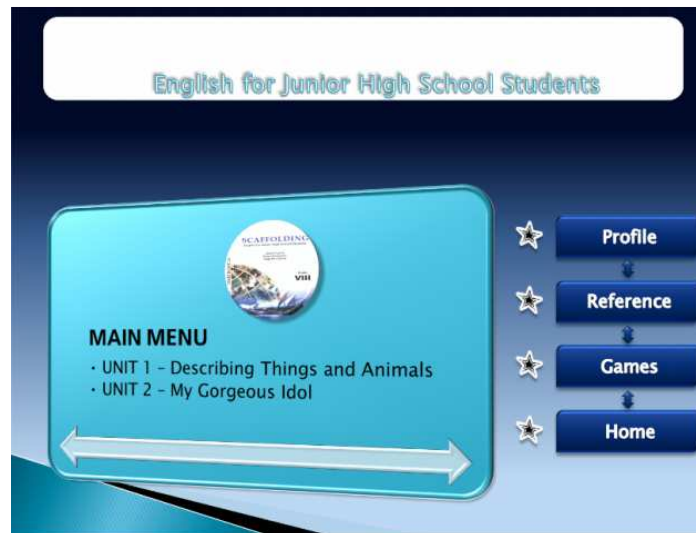 English for Junior High School Students
SCAFFOLDING
VIII
MAIN MENU
• UNIT 1 – Describing Things and Animals
• UNIT 2 – My Gorgeous Idol
Profile
Reference
Games
Home